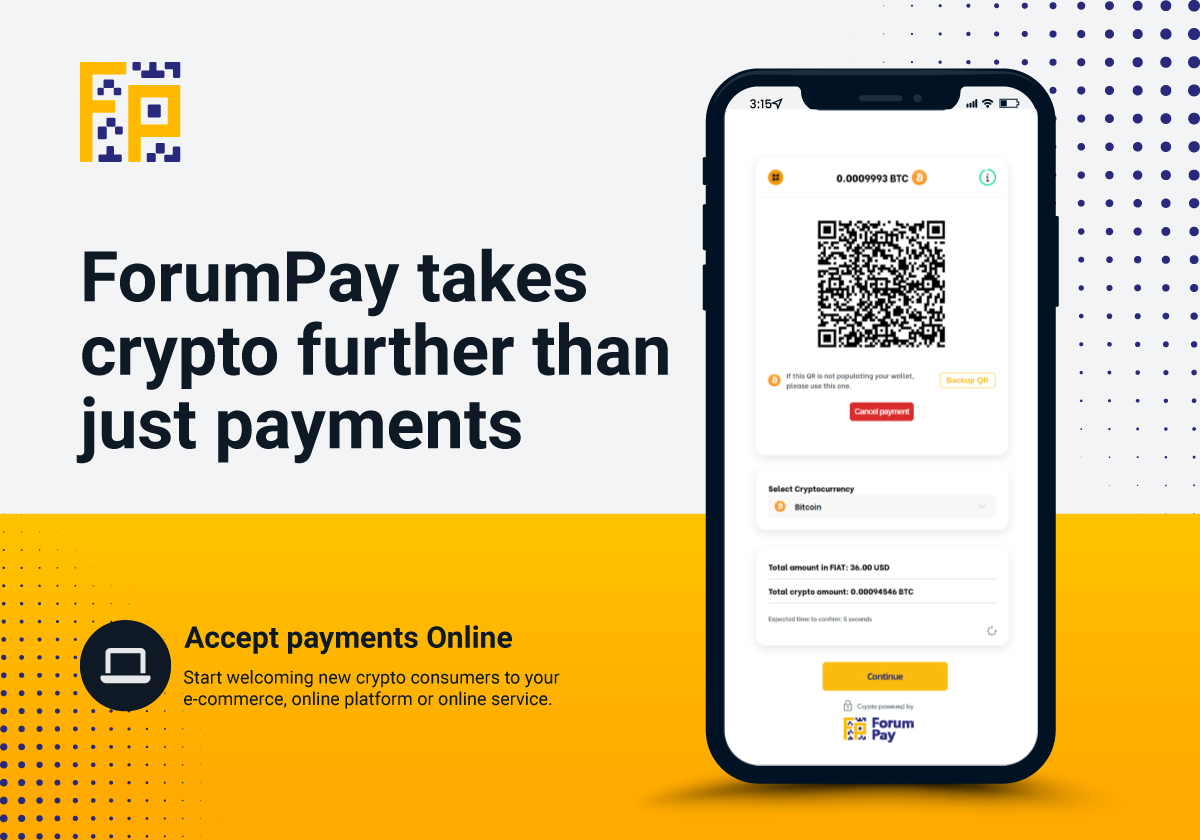 FP
ForumPay takes
crypto further than
just payments
Accept payments Online
Start welcoming new crypto consumers to your
e-commerce, online platform or online service.
3:15
0.0009993 BTC
If this QR is not populating your wallet,
please use this one.
Backup QR
Cancel payment
Select Cryptocurrency
Bitcoin
Total amount in FIAT: 36.00 USD
Total crypto amount: 0.00094546 BTC
Expected time to confirm: 5 seconds
Continue
Crypto powered by
FP
Forum
Pay